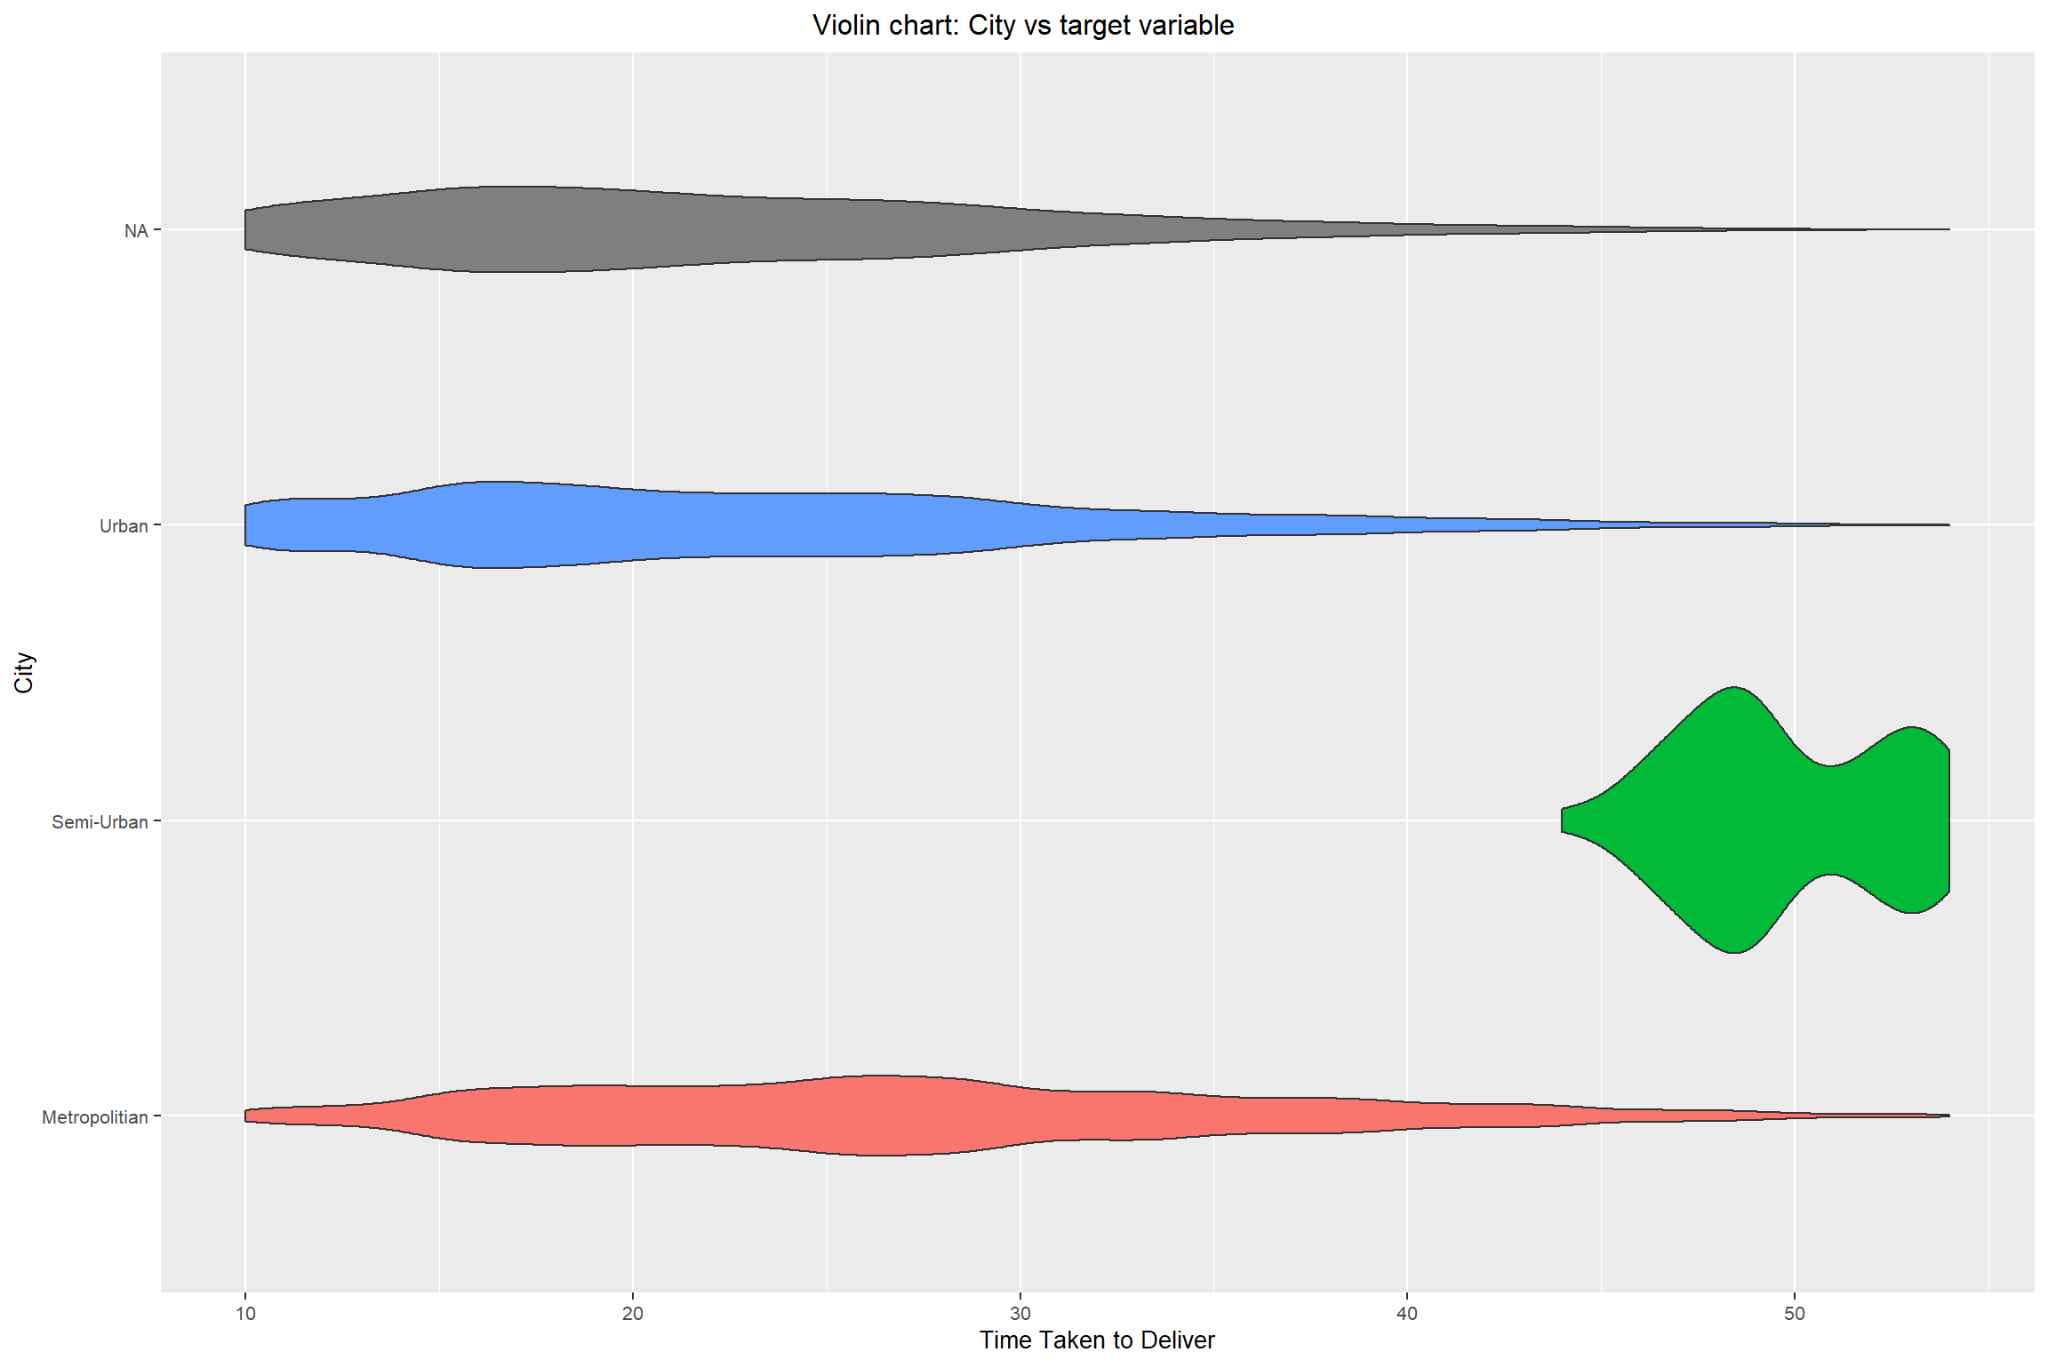 Violin chart: City vs target variable
NA
Urban
Semi-Urban
Metropolitian
City
10 20 30 40 50
Time Taken to Deliver